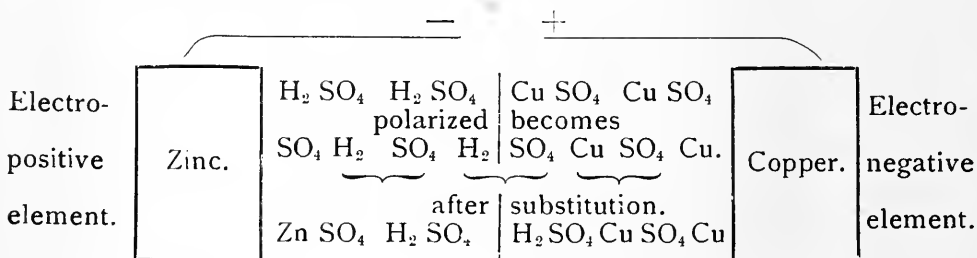 − +
H₂ SO₄ H₂ SO₄ Cu SO₄ Cu SO₄
Electro- polarized becomes Electro-
positive Zinc. SO₄ H₂ SO₄ H₂ SO₄ Cu SO₄ Cu. Copper. negative
element. after substitution. element.
Zn SO₄ H₂ SO₄ H₂ SO₄ Cu SO₄ Cu